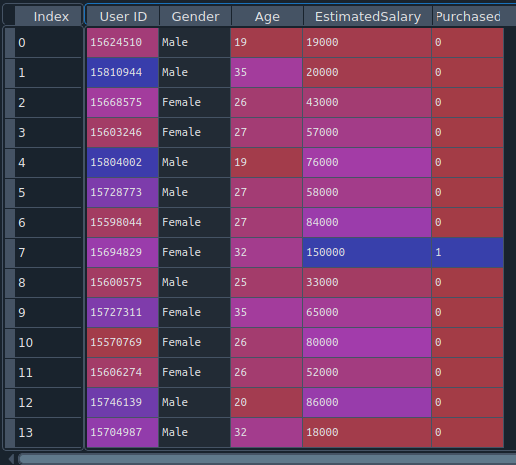 Index User ID Gender Age EstimatedSalary Purchased
0 15624510 Male 19 19000 0
1 15810944 Male 35 20000 0
2 15668575 Female 26 43000 0
3 15603246 Female 27 57000 0
4 15804002 Male 19 76000 0
5 15728773 Male 27 58000 0
6 15598044 Female 27 84000 0
7 15694829 Female 32 150000 1
8 15600575 Male 25 33000 0
9 15727311 Female 35 65000 0
10 15570769 Female 26 80000 0
11 15606274 Female 26 52000 0
12 15746139 Male 20 86000 0
13 15704987 Male 32 18000 0